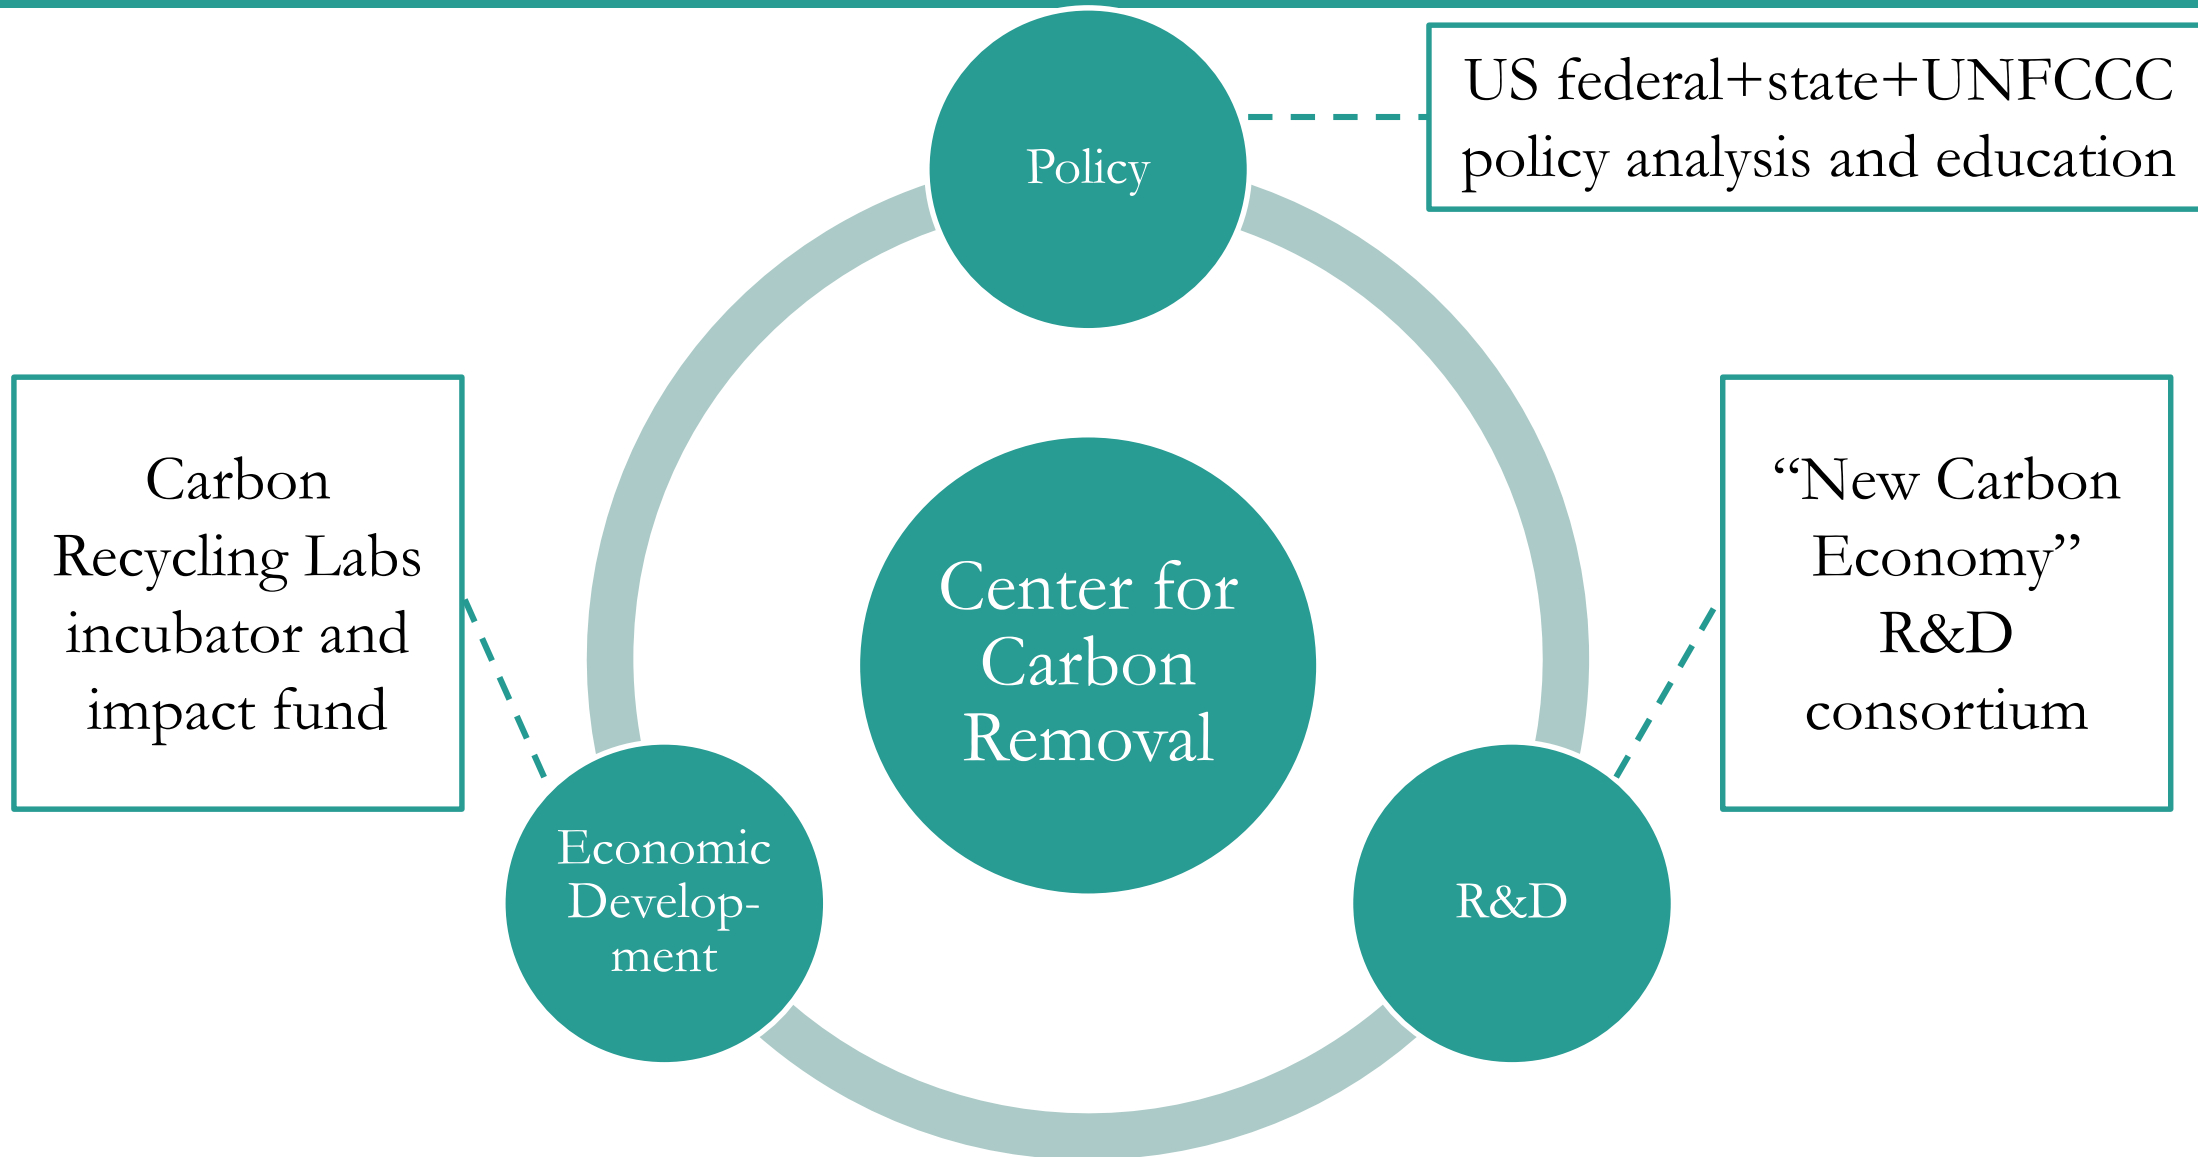 Policy
US federal+state+UNFCCC
policy analysis and education
Carbon
Recycling Labs
incubator and
impact fund
Center for
Carbon
Removal
“New Carbon
Economy”
R&D
consortium
Economic
Develop-
ment
R&D